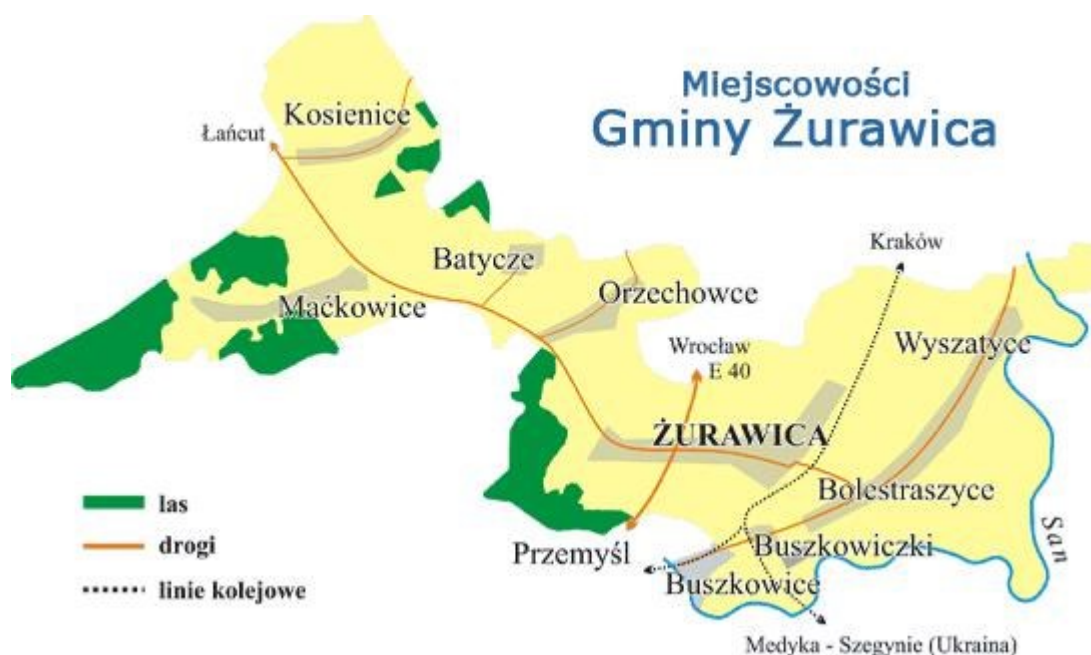 Miejscowości
Gminy Żurawica
Kosienice
Łańcut
Kraków
Batycze
Maćkowice
Orzechowce
Wyszatyce
Wrocław
E 40
ŻURAWICA
Bolestraszyce
las
San
drogi
Przemyśl
Buszkowiczki
linie kolejowe
Buszkowice
Medyka - Szegynie (Ukraina)